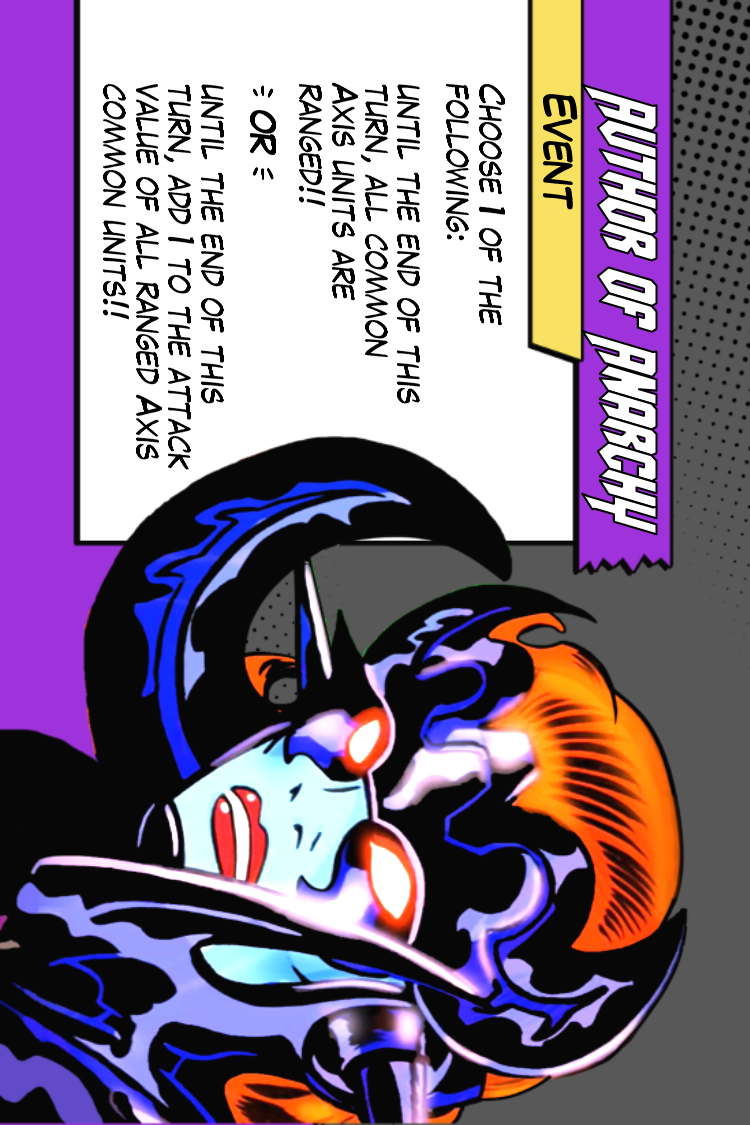 AUTHOR OF ANARCHY
EVENT
CHOOSE 1 OF THE
FOLLOWING:
UNTIL THE END OF THIS
TURN, ALL COMMON
AXIS UNITS ARE
RANGED!!
= OR =
UNTIL THE END OF THIS
TURN, ADD 1 TO THE ATTACK
VALUE OF ALL RANGED AXIS
COMMON UNITS!!